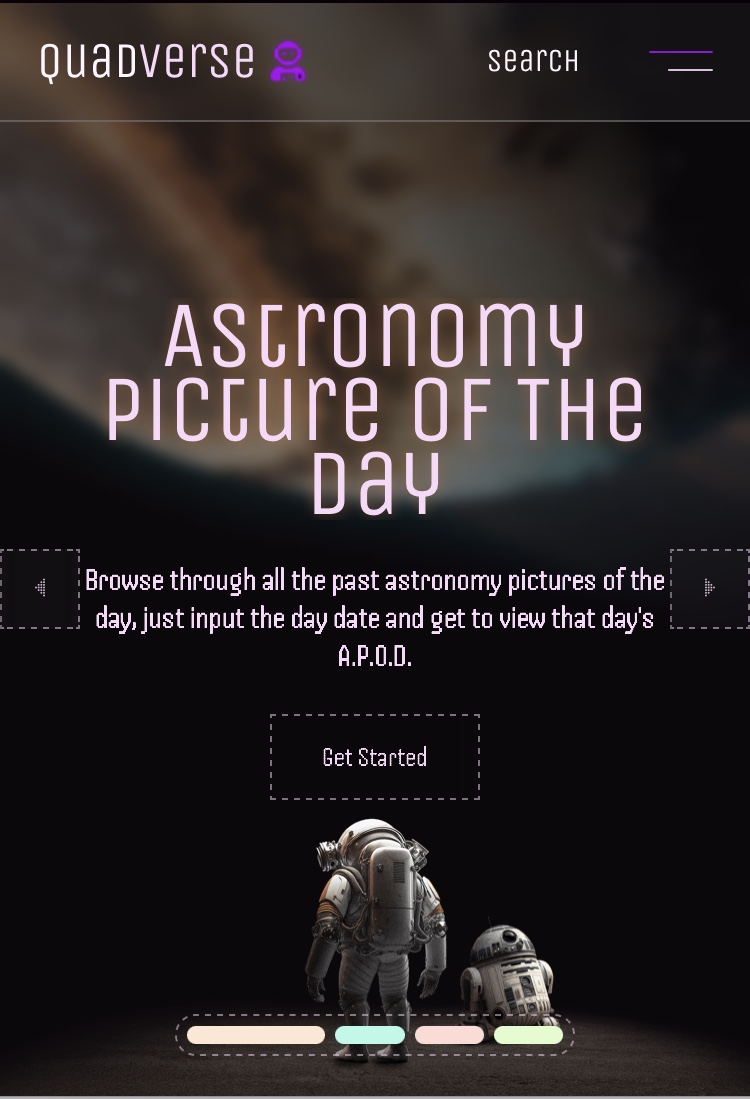 Quadverse
search
Astronomy
Picture of the
Day
Browse through all the past astronomy pictures of the
day, just input the day date and get to view that day's
A.P.O.D.
Get Started